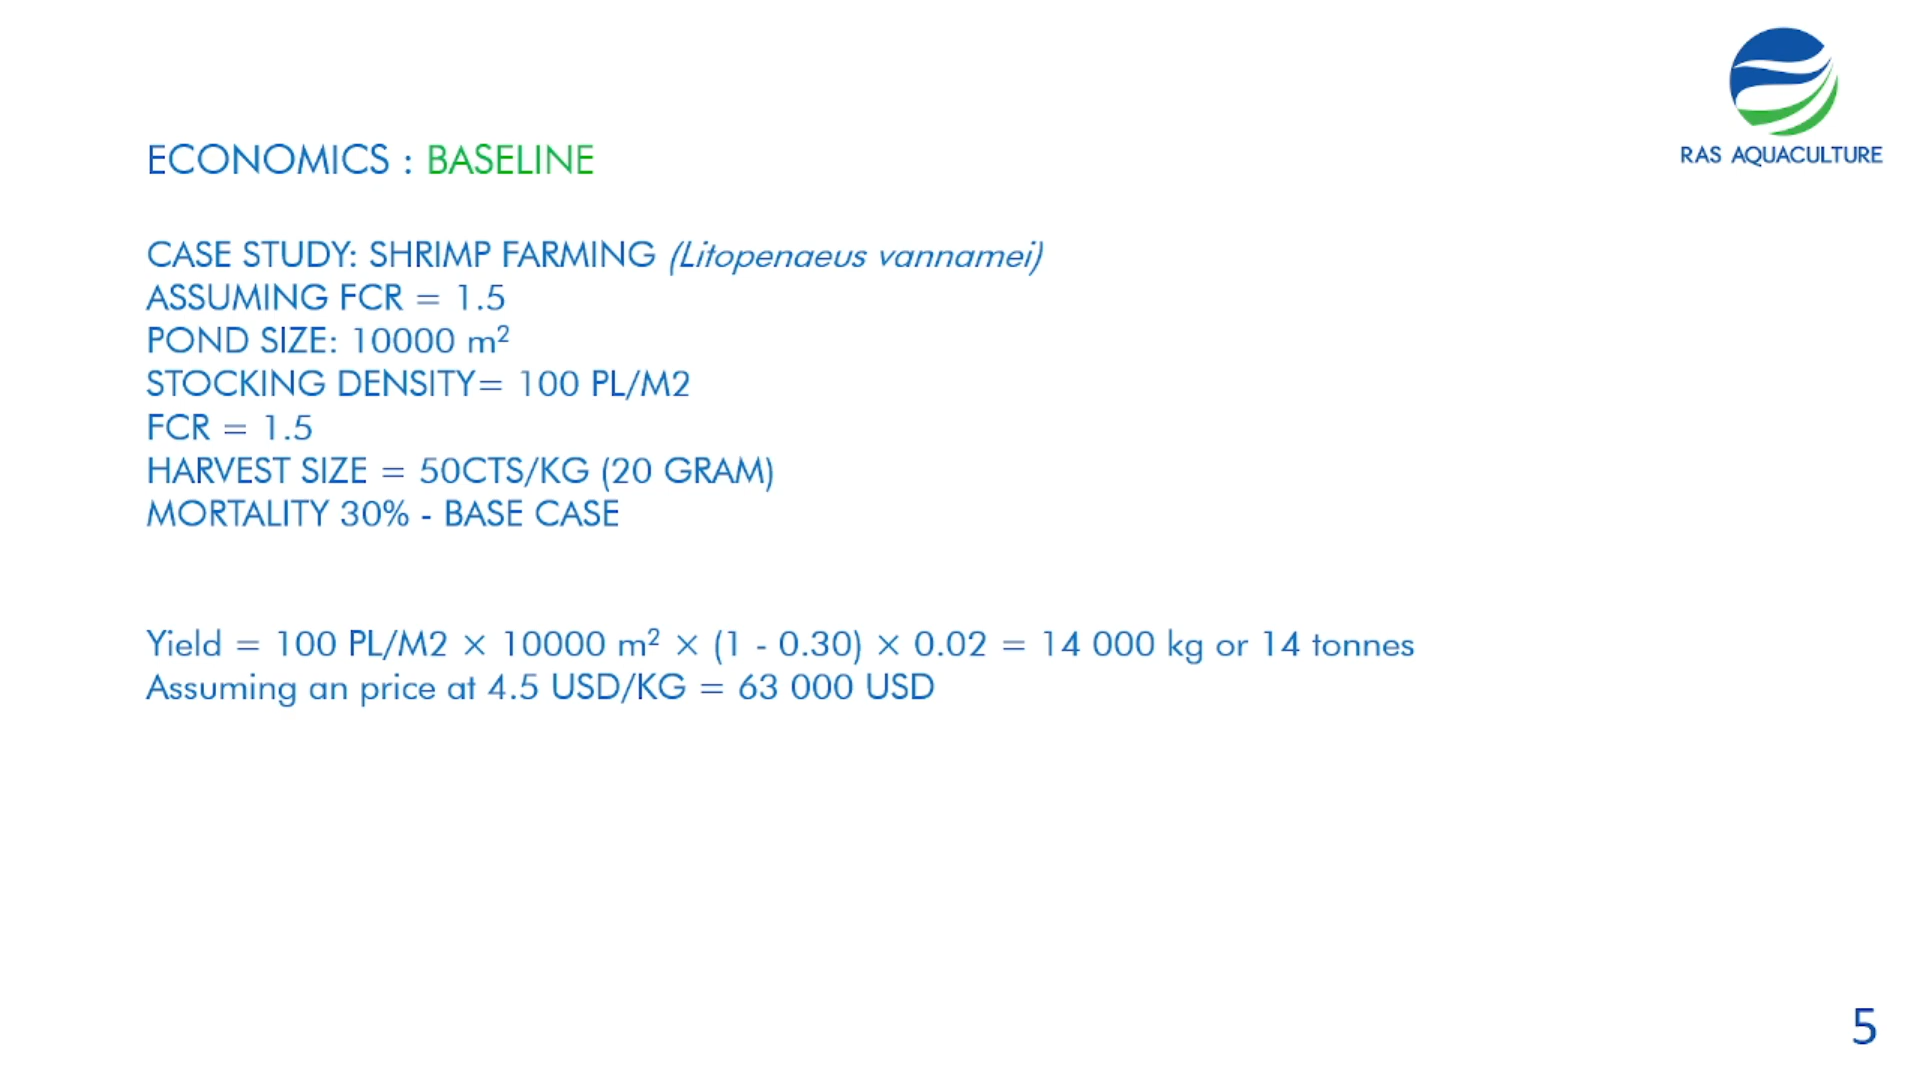 RAS AQUACULTURE
ECONOMICS : BASELINE
CASE STUDY: SHRIMP FARMING (Litopenaeus vannamei)
ASSUMING FCR = 1.5
POND SIZE: 10000 m²
STOCKING DENSITY= 100 PL/M2
FCR = 1.5
HARVEST SIZE = 50CTS/KG (20 GRAM)
MORTALITY 30% - BASE CASE
Yield = 100 PL/M2 × 10000 m² × (1 - 0.30) × 0.02 = 14 000 kg or 14 tonnes
Assuming an price at 4.5 USD/KG = 63 000 USD
5